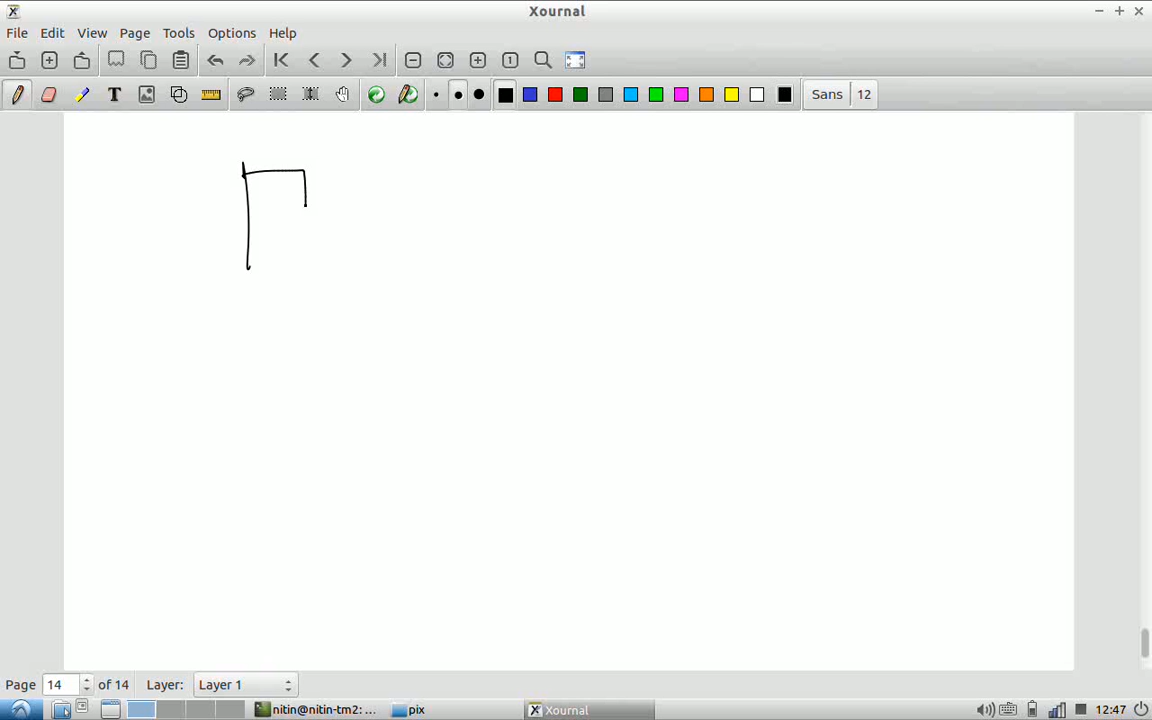 Xournal
File Edit View Page Tools Options Help
Sans 12
Page 14 of 14 Layer: Layer 1
nitin@nitin-tm2: ... pix Xournal 12:47